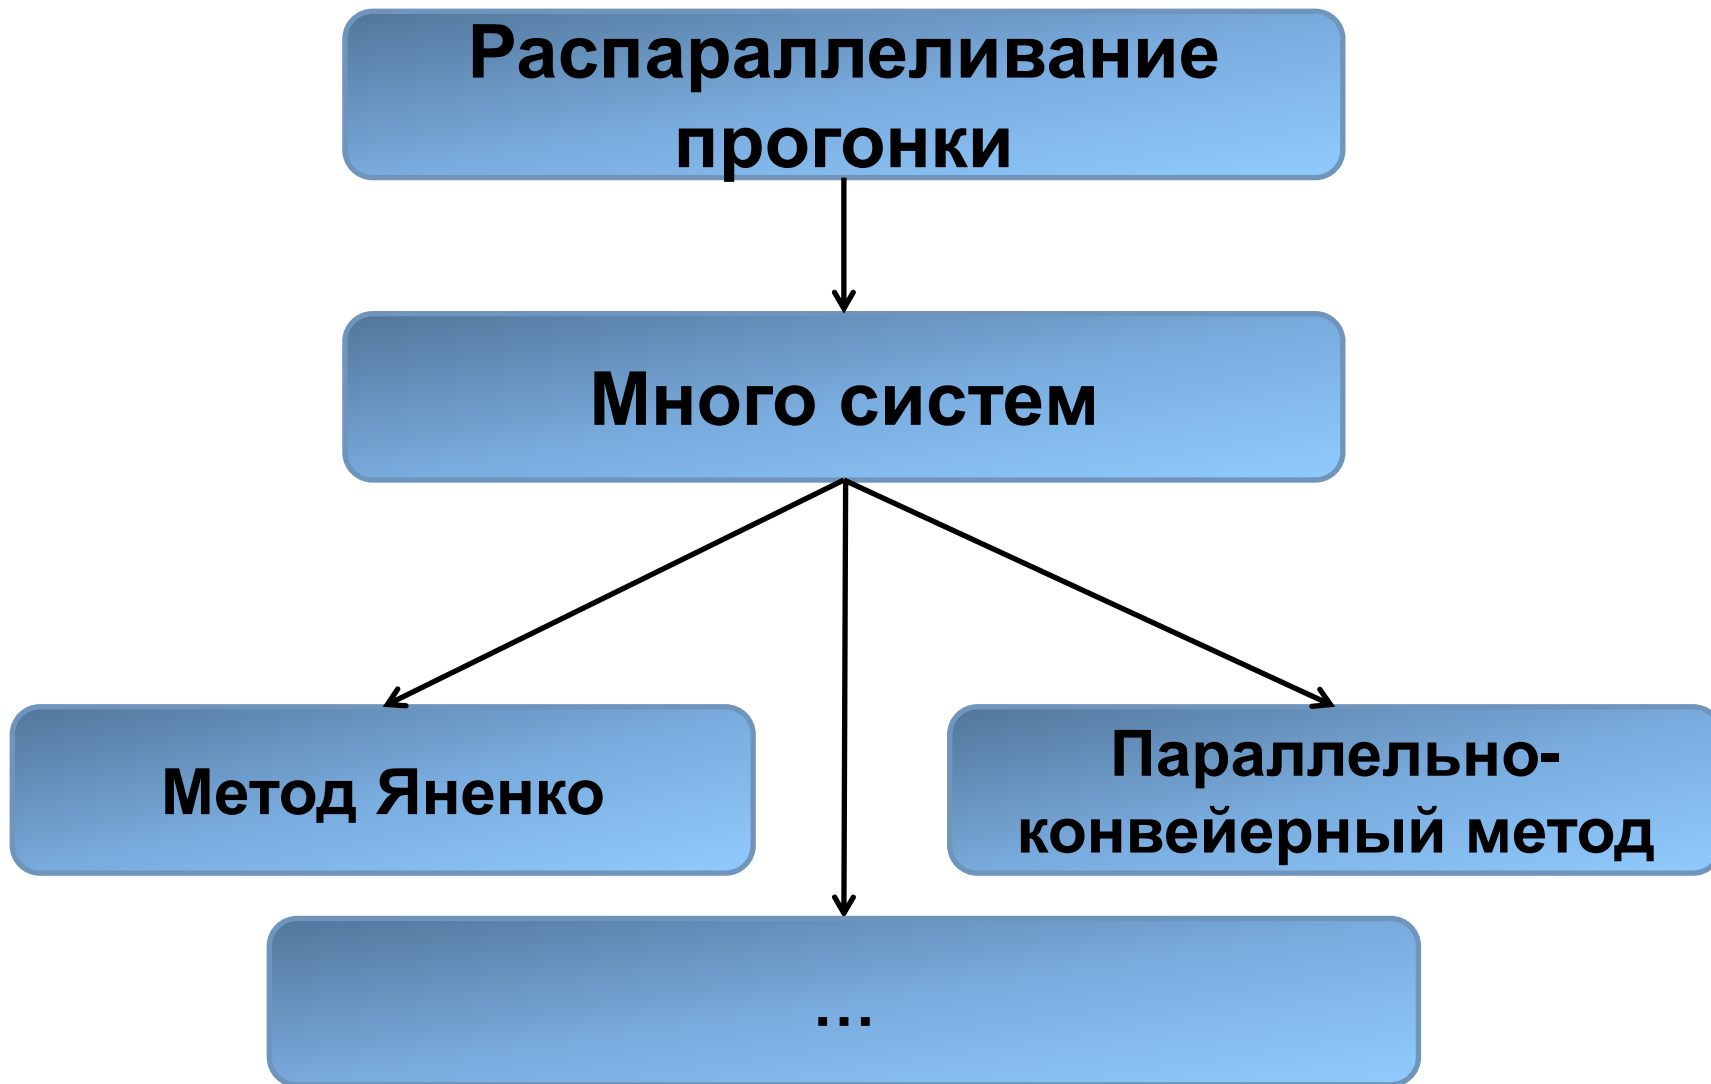 Распараллеливание
прогонки
Много систем
Метод Яненко
Параллельно-
конвейерный метод
...